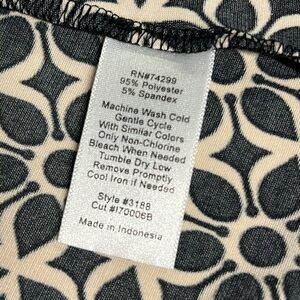 RN#74299
95% Polyester
5% Spandex
Machine Wash Cold
Gentle Cycle
With Similar Colors
Only Non-Chlorine
Bleach When Needed
Tumble Dry Low
Remove Promptly
Cool Iron if Needed
Style #3188
Cut #I70006B
Made in Indonesia